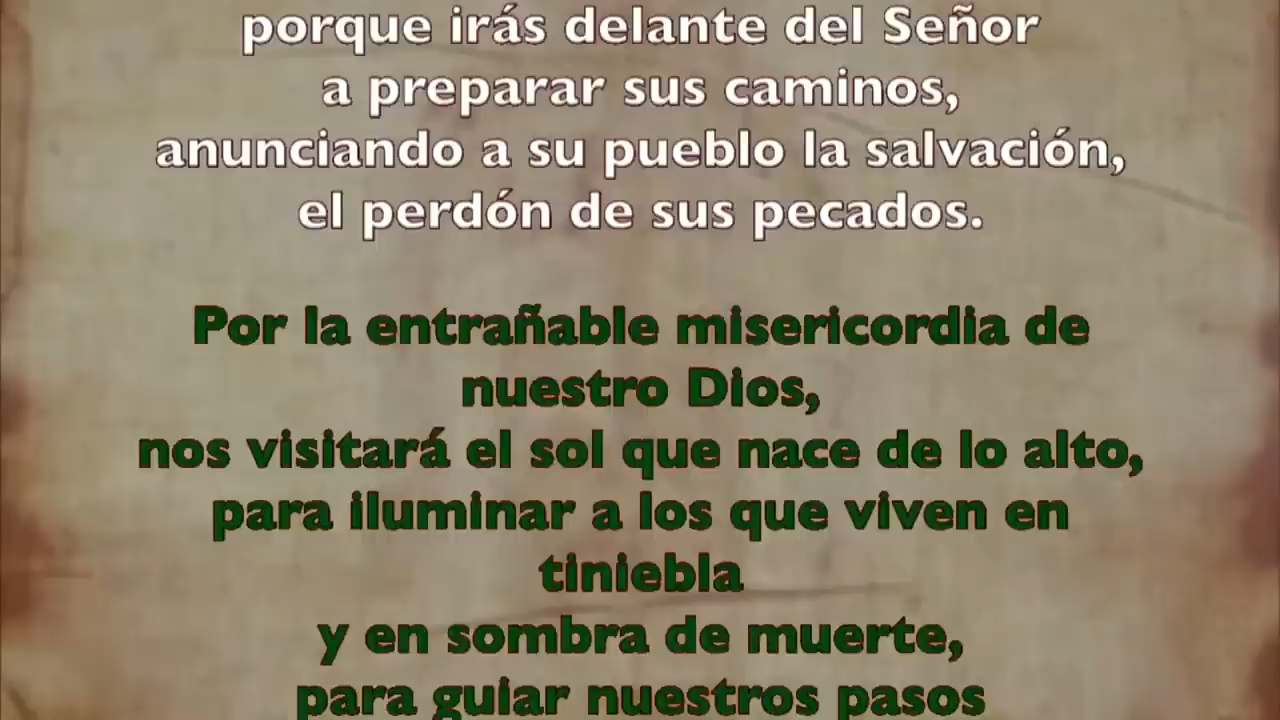 porque irás delante del Señor
a preparar sus caminos,
anunciando a su pueblo la salvación,
el perdón de sus pecados.
Por la entrañable misericordia de
nuestro Dios,
nos visitará el sol que nace de lo alto,
para iluminar a los que viven en
tiniebla
y en sombra de muerte,
para guiar nuestros pasos